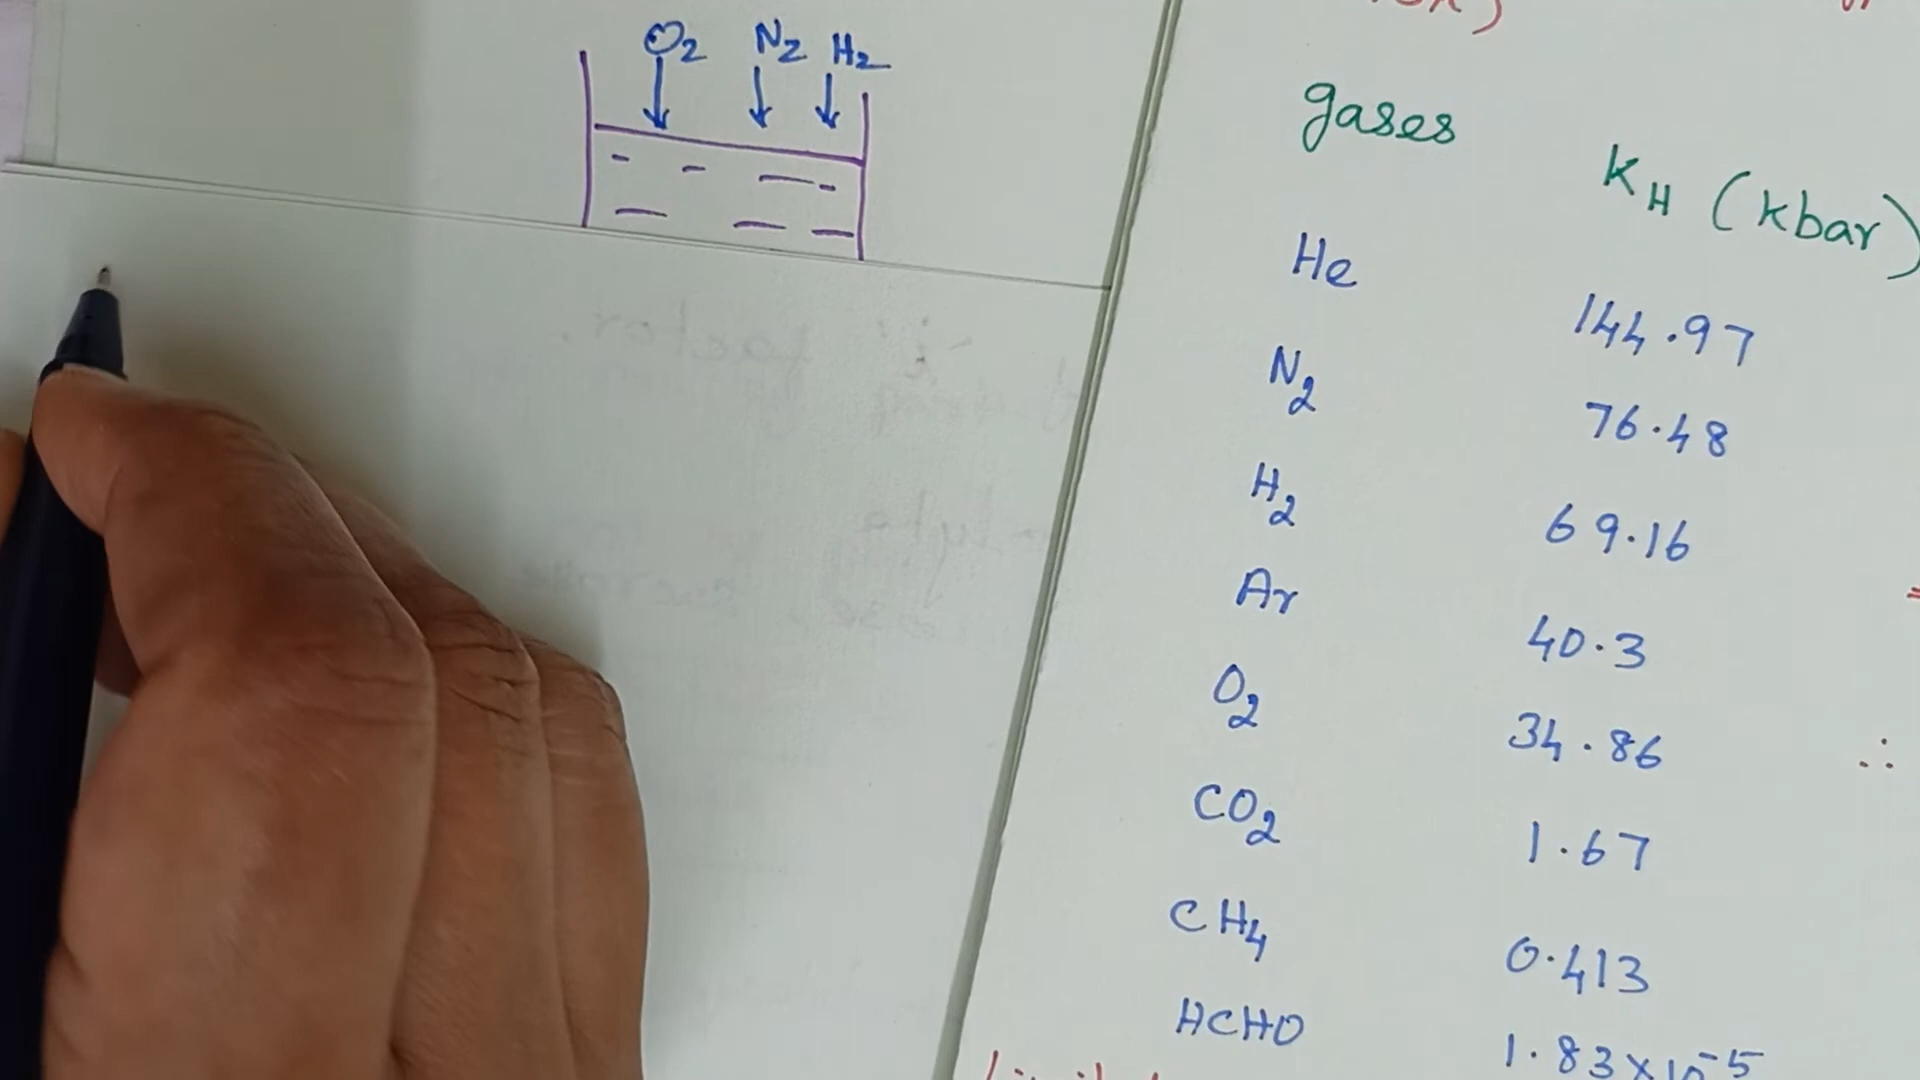 O2 N2 H2
gases KH (kbar)
He 144.97
N2 76.48
H2 69.16
Ar 40.3
O2 34.86
CO2 1.67
CH4 0.413
HCHO 1.83x10-5